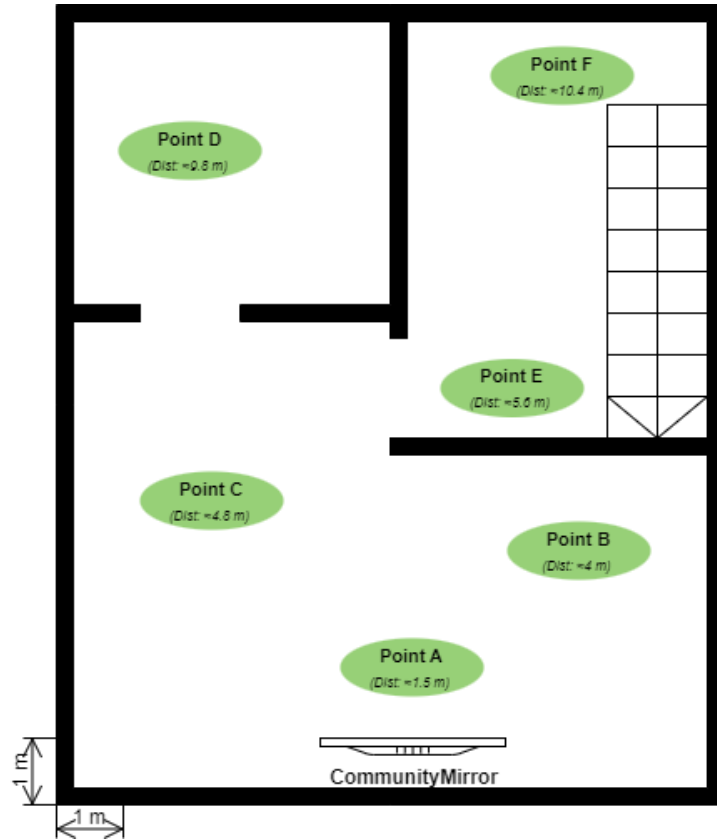 Point F
(Dist: ≈10.4 m)
Point D
(Dist: ≈9.8 m)
Point E
(Dist: ≈5.6 m)
Point C
(Dist: ≈4.8 m)
Point B
(Dist: ≈4 m)
Point A
(Dist: ≈1.5 m)
1 m
CommunityMirror
1 m